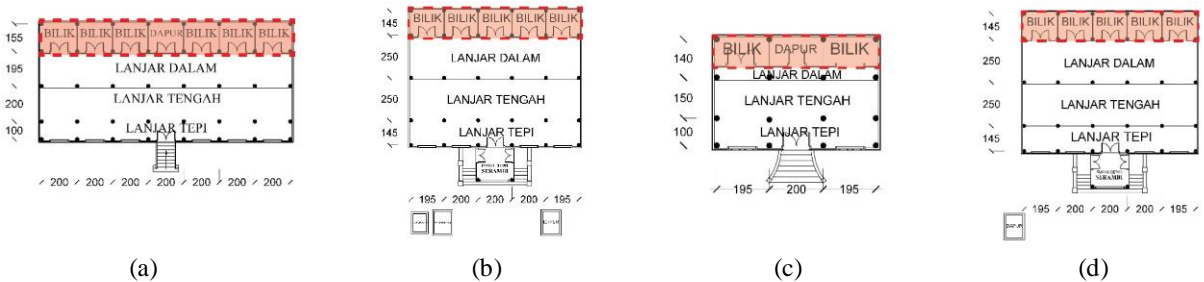 155 BILIK BILIK BILIK DAPUR BILIK BILIK BILIK
195 LANJAR DALAM
200 LANJAR TENGAH
100 LANJAR TEPI
200 200 200 200 200 200 200
(a)
145 BILIK BILIK BILIK BILIK BILIK
250 LANJAR DALAM
250 LANJAR TENGAH
145 LANJAR TEPI
SERAMBI
195 200 200 200 195
(b)
140 BILIK DAPUR BILIK
LANJAR DALAM
150 LANJAR TENGAH
100 LANJAR TEPI
195 200 195
(c)
145 BILIK BILIK BILIK BILIK BILIK
250 LANJAR DALAM
250 LANJAR TENGAH
145 LANJAR TEPI
SERAMBI
195 200 200 200 195
DAPUR
(d)